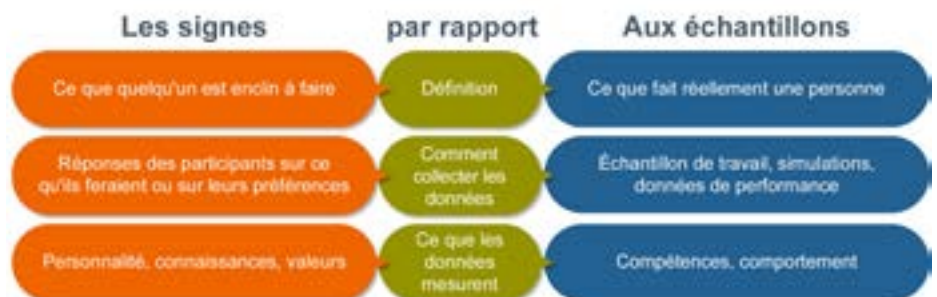 Les signes par rapport Aux échantillons
Ce que quelqu'un est enclin à faire
Définition
Ce que fait réellement une personne
Réponses des participants sur ce
qu'ils feraient ou sur leurs préférences
Comment
collecter les
données
Échantillon de travail, simulations,
données de performance
Personnalité, connaissances, valeurs
Ce que les
données
mesurent
Compétences, comportement